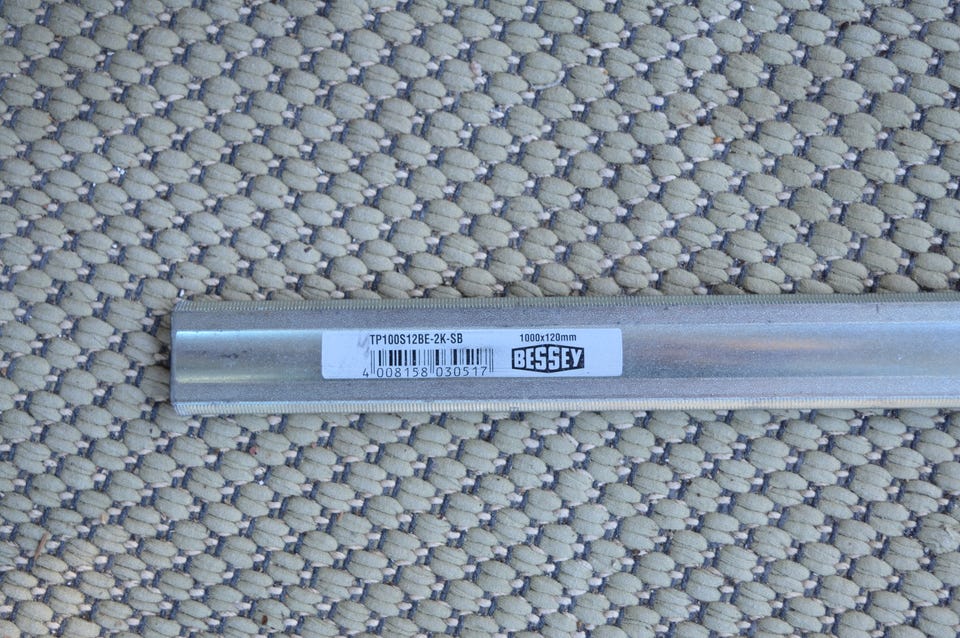 TP100S12BE-2K-SB
4 008158 030517
1000x120mm
BESSEY